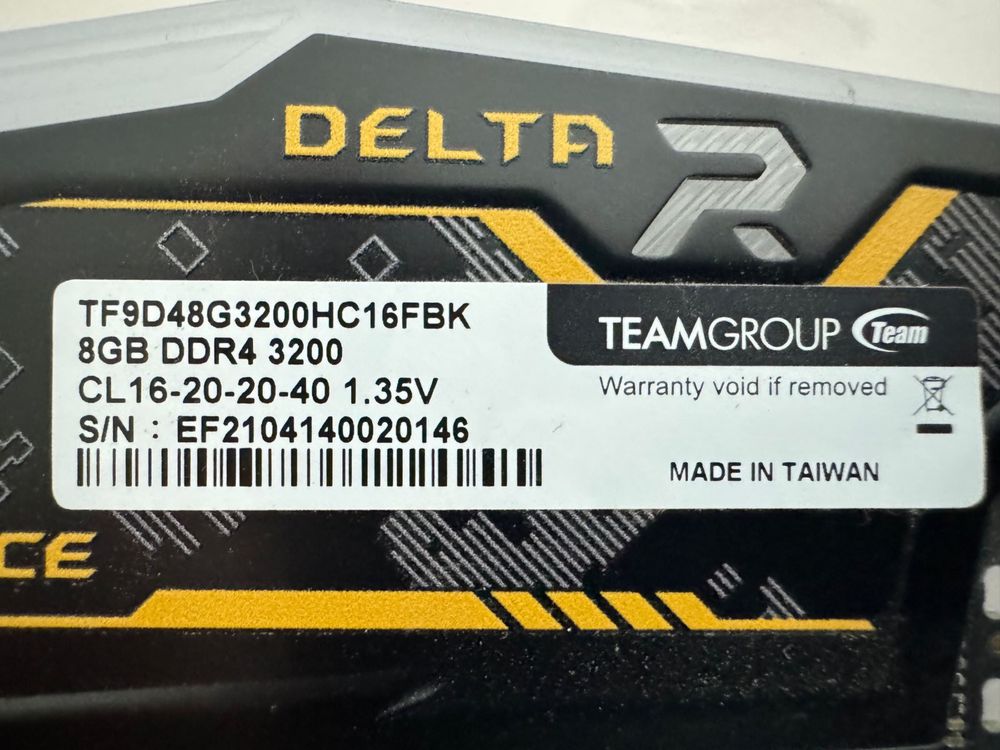 DELTA R
TF9D48G3200HC16FBK
8GB DDR4 3200
CL16-20-20-40 1.35V
S/N : EF2104140020146
TEAMGROUP Team
Warranty void if removed
MADE IN TAIWAN
CE